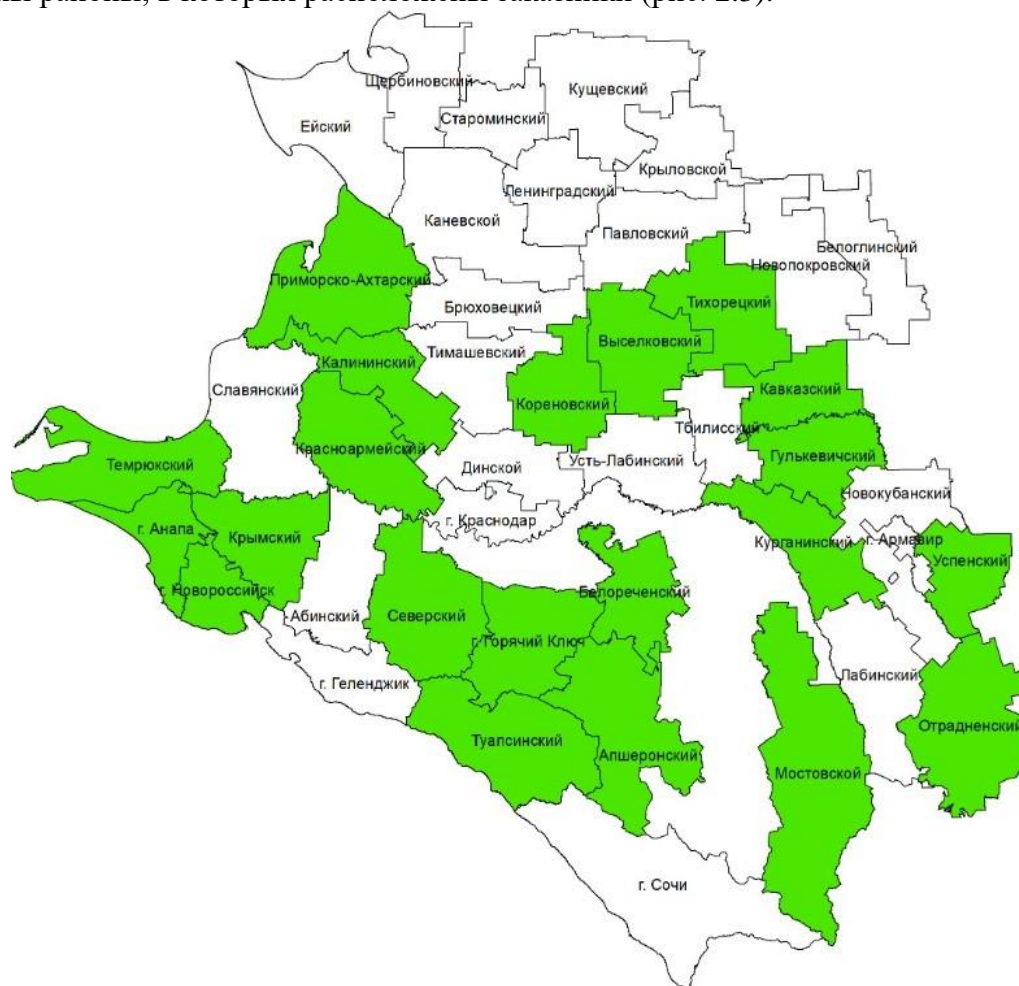 районы, в которых расположены заказники (рис. 2.3).
Щербиновский
Кущевский
Староминский
Ейский
Крыловской
Ленинградский
Каневской
Павловский
Белоглинский
Новопокровский
Приморско-Ахтарский
Брюховецкий
Тихорецкий
Выселковский
Тимашевский
Калининский
Славянский
Кавказский
Кореновский
Тбилисский
Красноармейский
Гулькевичский
Динской
Усть-Лабинский
Темрюкский
Новокубанский
г. Краснодар
г. Анапа
Крымский
Курганинский
г. Армавир
Успенский
г. Новороссийск
Белореченский
Абинский
Северский
г. Горячий Ключ
Лабинский
г. Геленджик
Отрадненский
Туапсинский
Апшеронский
Мостовской
г. Сочи